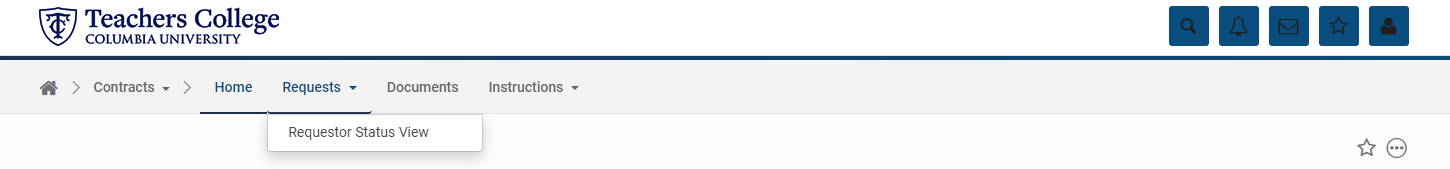 Teachers College
COLUMBIA UNIVERSITY
Contracts Home Requests Documents Instructions
Requestor Status View